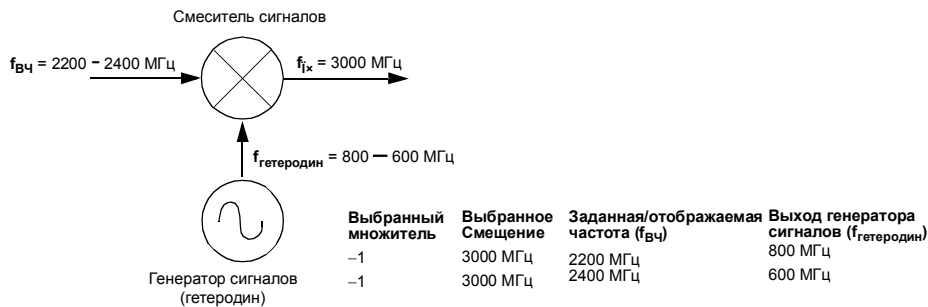 Смеситель сигналов
fВЧ = 2200 − 2400 МГц
fЇ× = 3000 МГц
fгетеродин = 800 — 600 МГц
Генератор сигналов
(гетеродин)
Выбранный множитель Выбранное Смещение Заданная/отображаемая частота (fВЧ) Выход генератора сигналов (fгетеродин)
−1 3000 МГц 2200 МГц 800 МГц
−1 3000 МГц 2400 МГц 600 МГц